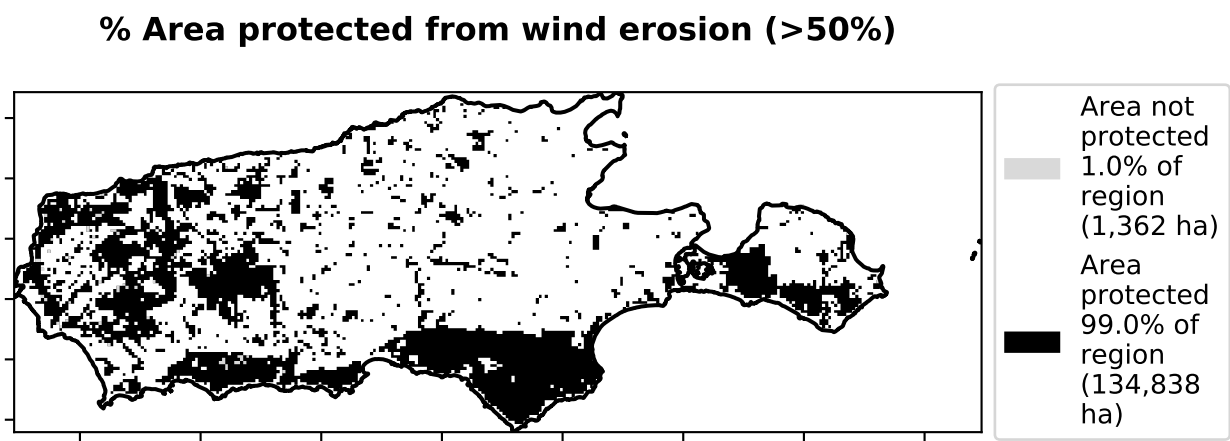 % Area protected from wind erosion (>50%)
Area not
protected
1.0% of
region
(1,362 ha)
Area
protected
99.0% of
region
(134,838
ha)